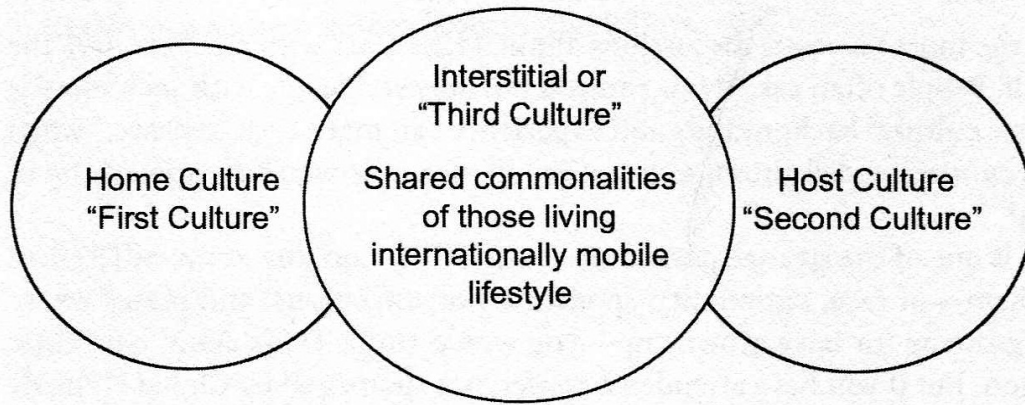 Home Culture
“First Culture”
Interstitial or
“Third Culture”
Shared commonalities
of those living
internationally mobile
lifestyle
Host Culture
“Second Culture”